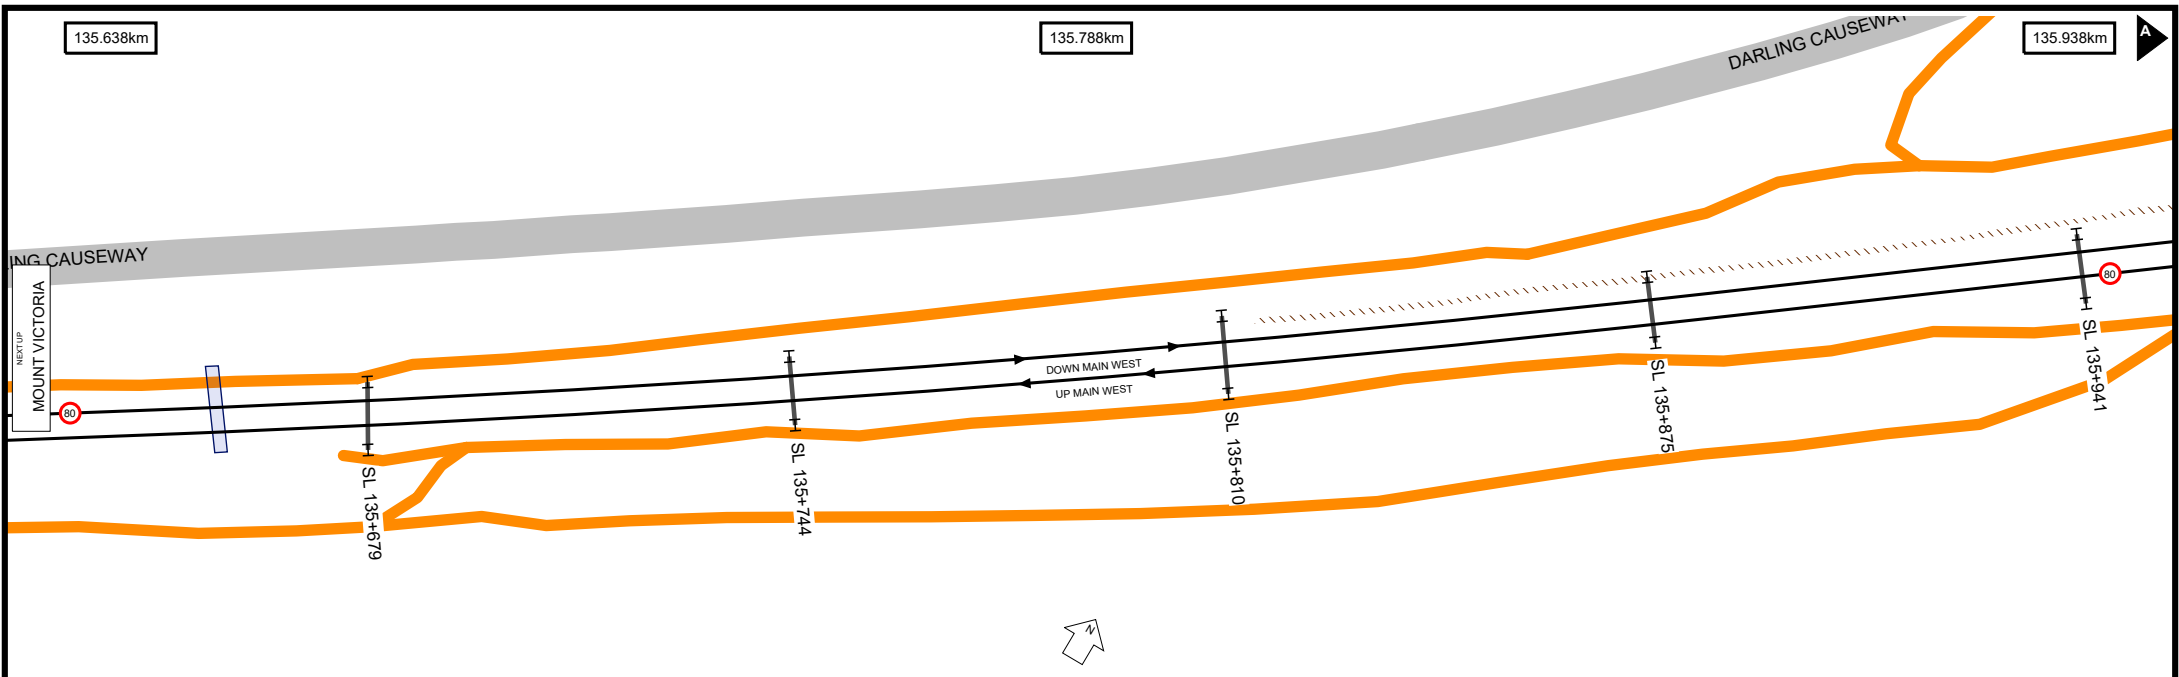 135.638km
135.788km
135.938km
A
DARLING CAUSEWAY
ING CAUSEWAY
NEXT UP
MOUNT VICTORIA
80
80
DOWN MAIN WEST
UP MAIN WEST
SL 135+679
SL 135+744
SL 135+810
SL 135+875
SL 135+941
N